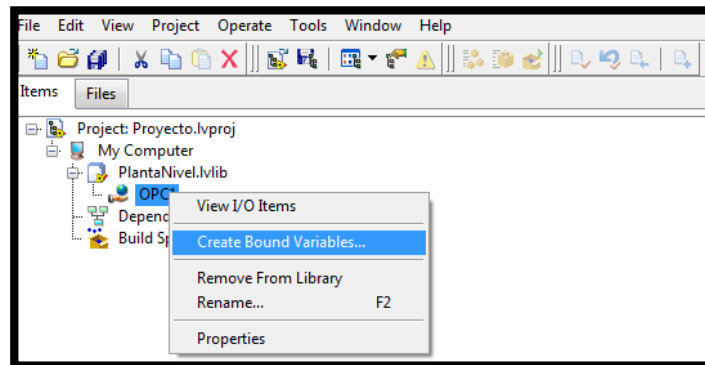 File Edit View Project Operate Tools Window Help
Items Files
Project: Proyecto.lvproj
My Computer
PlantaNivel.lvlib
OPC1
View I/O Items
Depend
Create Bound Variables...
Build Sp
Remove From Library
Rename... F2
Properties